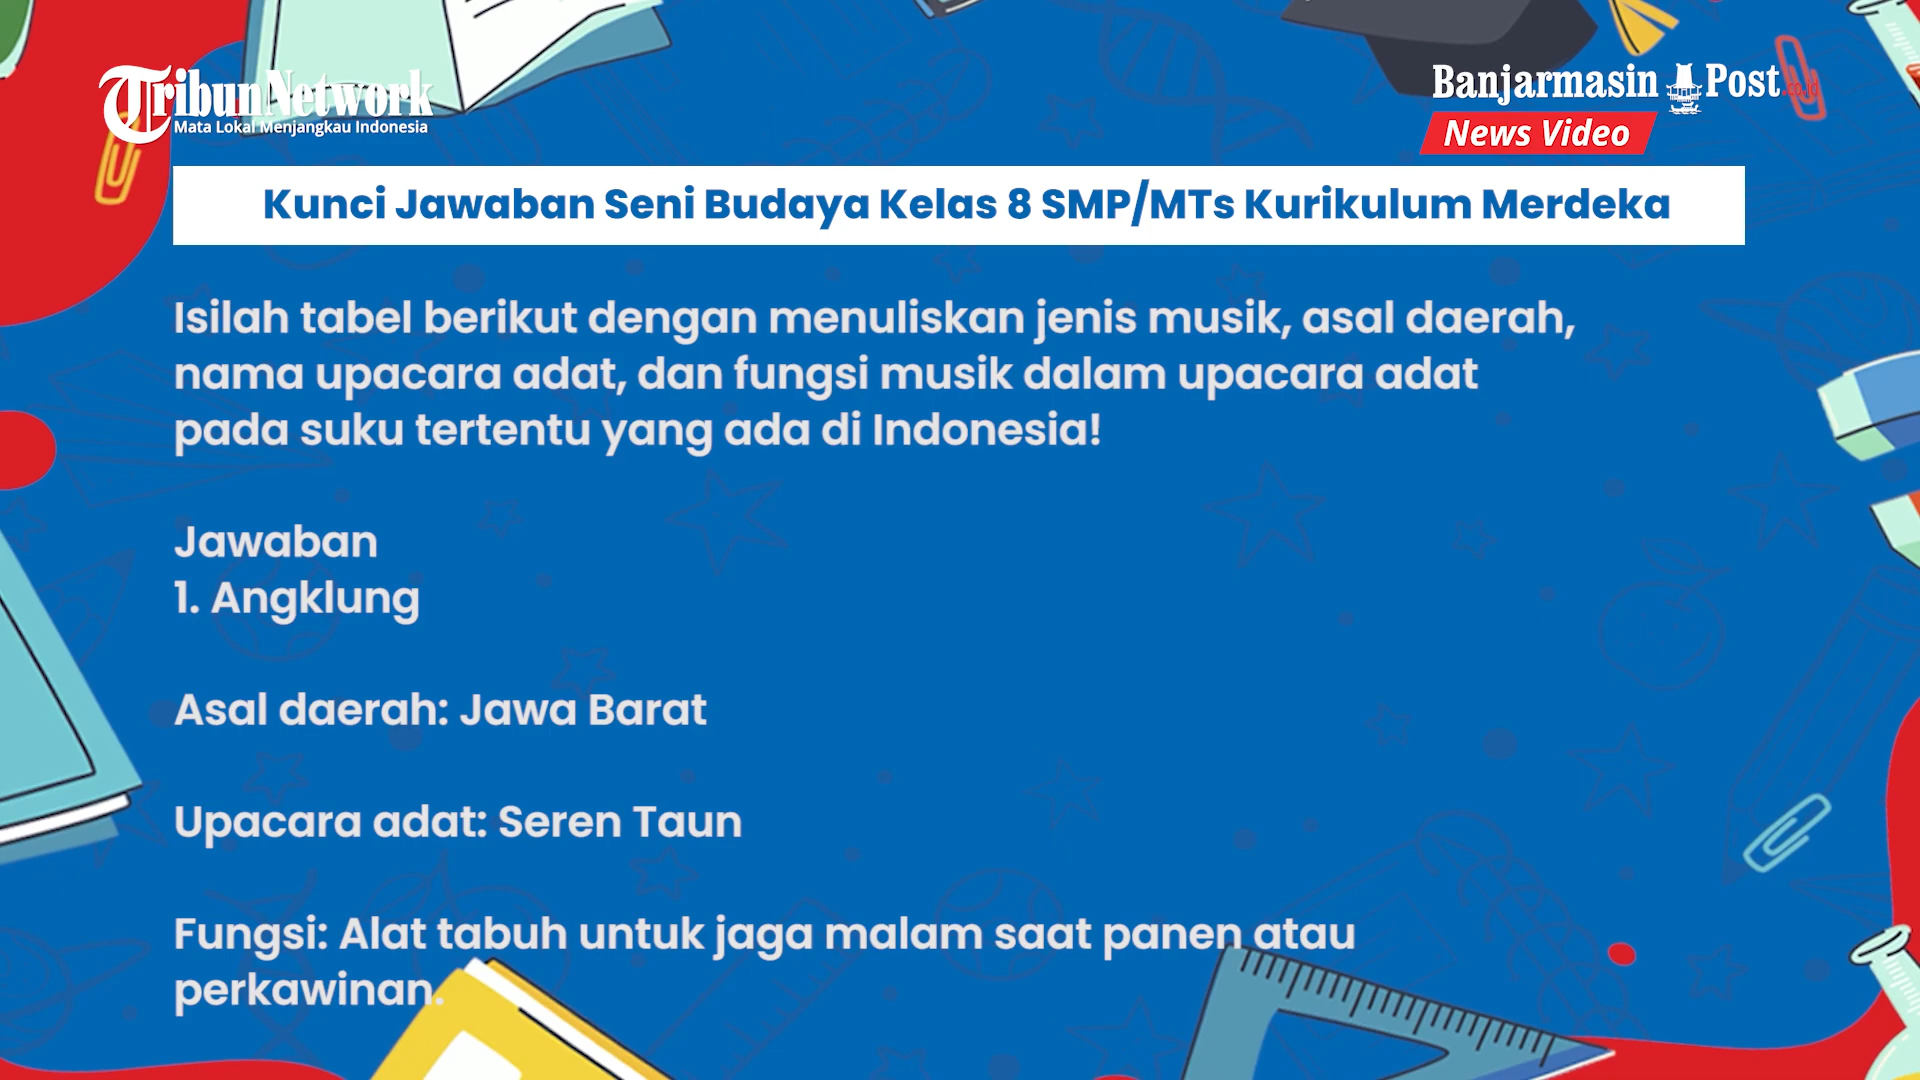 TribunNetwork
Mata Lokal Menjangkau Indonesia
Banjarmasin Post.co.id
News Video
Kunci Jawaban Seni Budaya Kelas 8 SMP/MTs Kurikulum Merdeka
Isilah tabel berikut dengan menuliskan jenis musik, asal daerah,
nama upacara adat, dan fungsi musik dalam upacara adat
pada suku tertentu yang ada di Indonesia!
Jawaban
1. Angklung
Asal daerah: Jawa Barat
Upacara adat: Seren Taun
Fungsi: Alat tabuh untuk jaga malam saat panen atau
perkawinan.